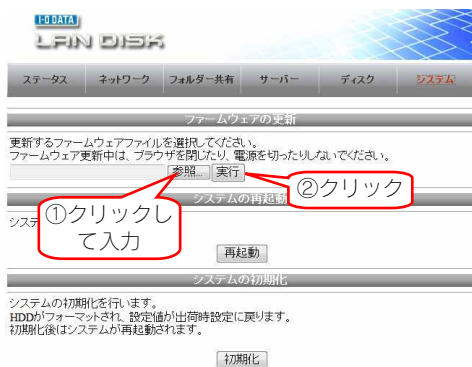 I-O DATA
LAN DISK
ステータス ネットワーク フォルダー共有 サーバー ディスク システム
ファームウェアの更新
更新するファームウェアファイルを選択してください。
ファームウェア更新中は、ブラウザを閉じたり、電源を切ったりしないでください。
参照... 実行
②クリック
システムの再起動
①クリックし
て入力
シス
再起動
システムの初期化
システムの初期化を行います。
HDDがフォーマットされ、設定値が出荷時設定に戻ります。
初期化後はシステムが再起動されます。
初期化